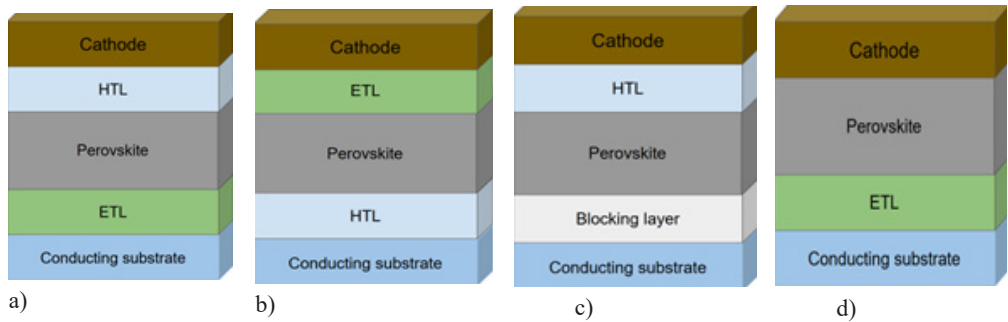 Cathode
HTL
Perovskite
ETL
Conducting substrate
a)
Cathode
ETL
Perovskite
HTL
Conducting substrate
b)
Cathode
HTL
Perovskite
Blocking layer
Conducting substrate
c)
Cathode
Perovskite
ETL
Conducting substrate
d)